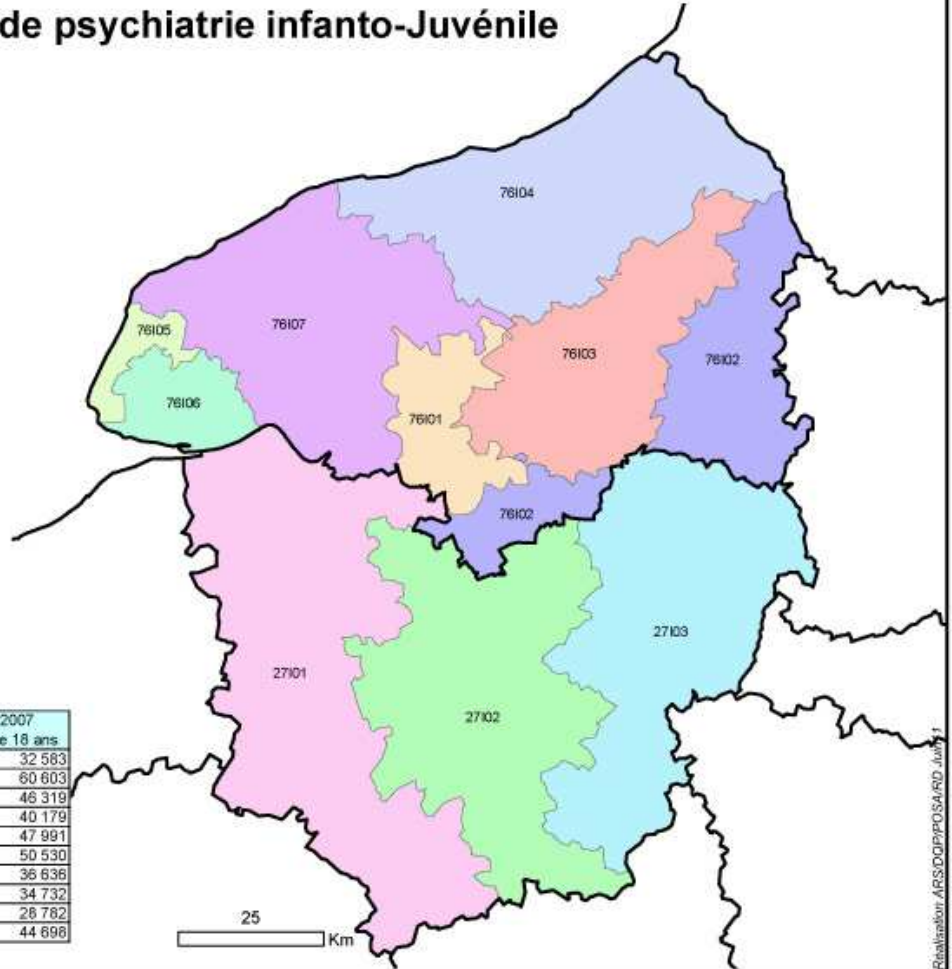 de psychiatrie infanto-Juvénile
76I04
76I07
76I05
76I03
76I02
76I06
76I01
76I02
27I03
27I01
27I02
2007
e 18 ans
32 583
60 603
46 319
40 179
47 991
50 530
36 636
34 732
28 782
44 698
25
Km
Réalisation ARS/DQP/POSA/RD